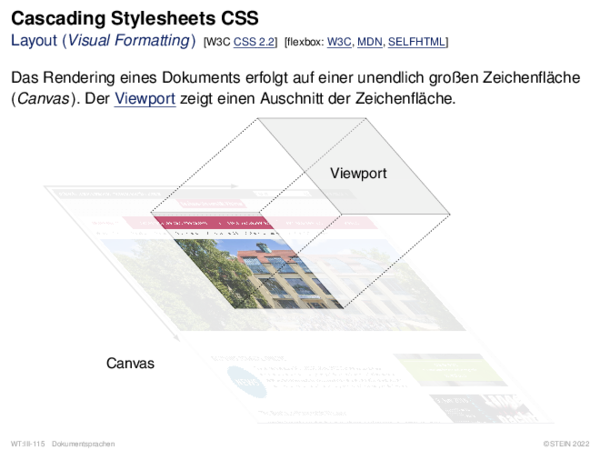 Cascading Stylesheets CSS
Layout (Visual Formatting) [W3C CSS 2.2] [flexbox: W3C, MDN, SELFHTML]
Das Rendering eines Dokuments erfolgt auf einer unendlich großen Zeichenfläche
(Canvas). Der Viewport zeigt einen Auschnitt der Zeichenfläche.
Viewport
Canvas
WT:III-115 Dokumentsprachen
©STEIN 2022